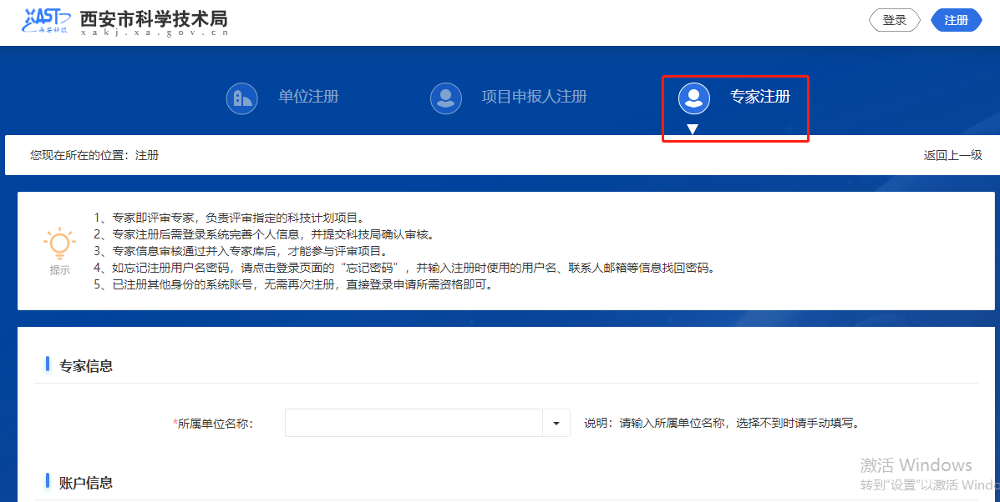 XAST
西安科技
西安市科学技术局
xakj.xa.gov.cn
登录
注册
单位注册
项目申报人注册
专家注册
您现在所在的位置：注册
返回上一级
1、专家即评审专家，负责评审指定的科技计划项目。
2、专家注册后需登录系统完善个人信息，并提交科技局确认审核。
3、专家信息审核通过并入专家库后，才能参与评审项目。
4、如忘记注册用户名密码，请点击登录页面的“忘记密码”，并输入注册时使用的用户名、联系人邮箱等信息找回密码。
5、已注册其他身份的系统账号，无需再次注册，直接登录申请所需资格即可。
提示
专家信息
*所属单位名称：
说明：请输入所属单位名称，选择不到时请手动填写。
账户信息
激活 Windows
转到“设置”以激活 Windo